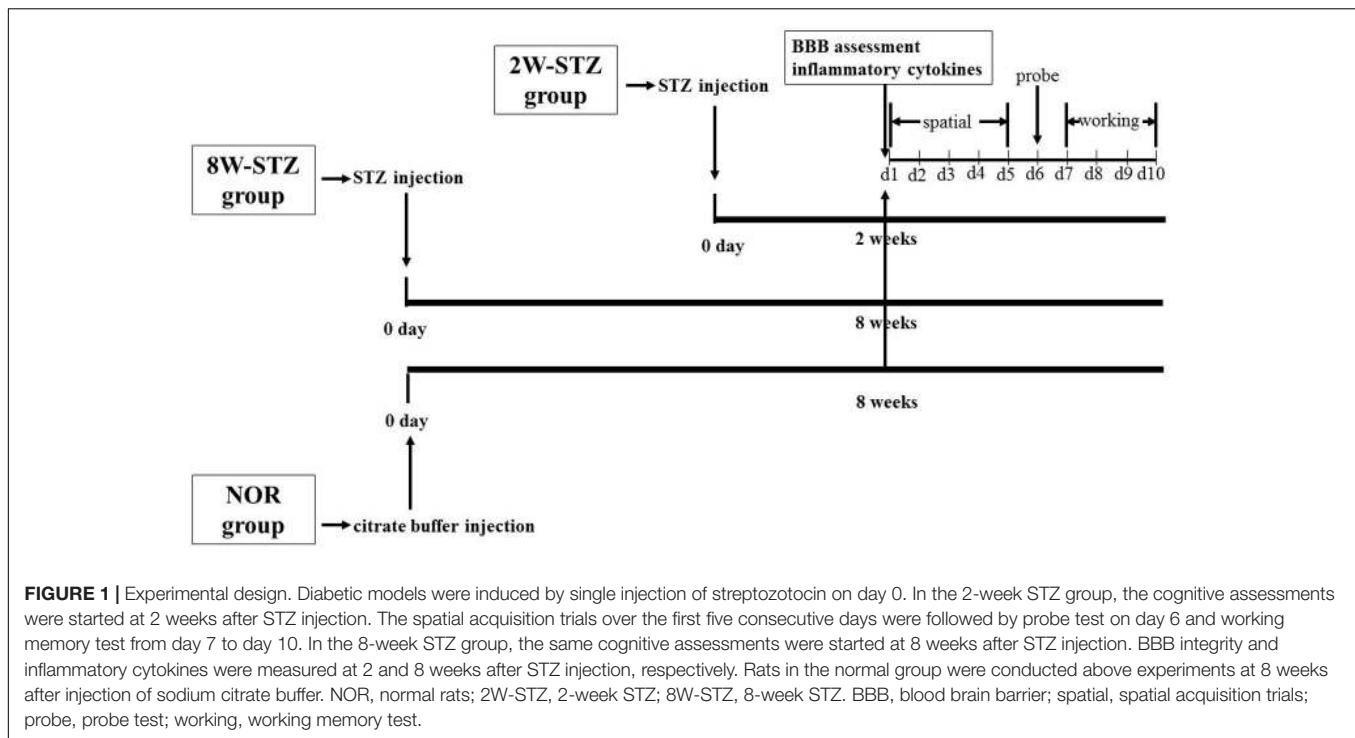 BBB assessment
inflammatory cytokines
2W-STZ
group
STZ injection
probe
spatial
working
d1 d2 d3 d4 d5 d6 d7 d8 d9 d10
8W-STZ
group
STZ injection
0 day
2 weeks
0 day
8 weeks
0 day
8 weeks
NOR
group
citrate buffer injection
FIGURE 1 | Experimental design. Diabetic models were induced by single injection of streptozotocin on day 0. In the 2-week STZ group, the cognitive assessments
were started at 2 weeks after STZ injection. The spatial acquisition trials over the first five consecutive days were followed by probe test on day 6 and working
memory test from day 7 to day 10. In the 8-week STZ group, the same cognitive assessments were started at 8 weeks after STZ injection. BBB integrity and
inflammatory cytokines were measured at 2 and 8 weeks after STZ injection, respectively. Rats in the normal group were conducted above experiments at 8 weeks
after injection of sodium citrate buffer. NOR, normal rats; 2W-STZ, 2-week STZ; 8W-STZ, 8-week STZ. BBB, blood brain barrier; spatial, spatial acquisition trials;
probe, probe test; working, working memory test.